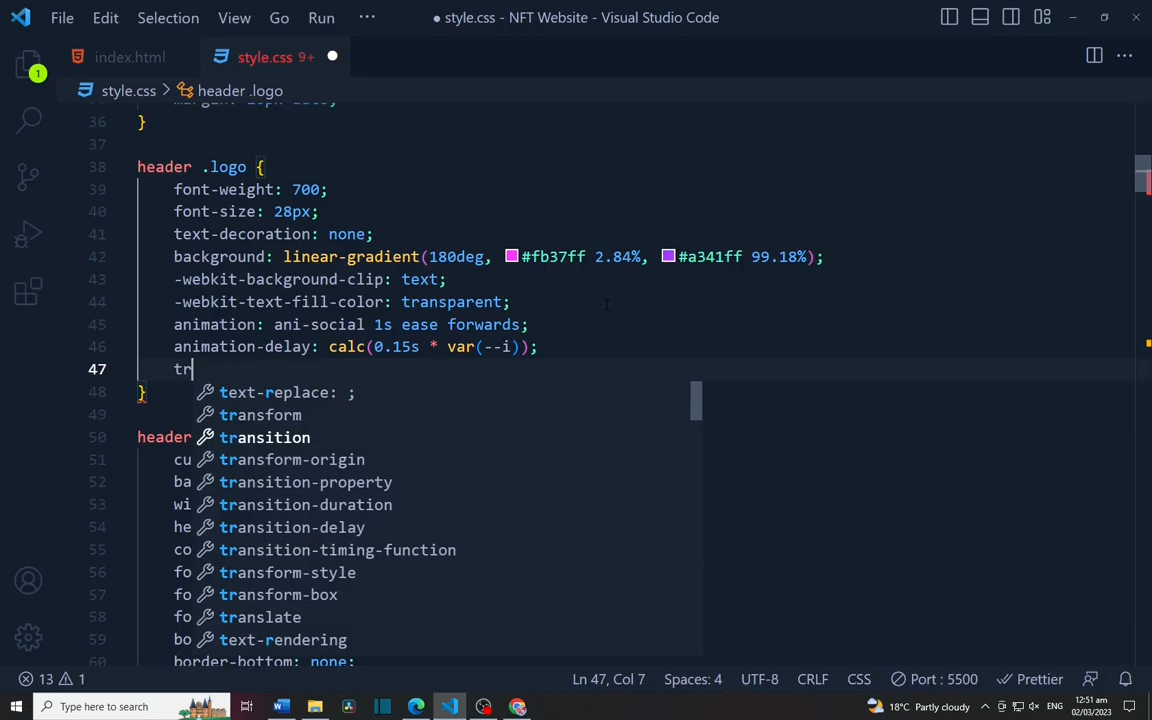 File Edit Selection View Go Run ··· ● style.css - NFT Website - Visual Studio Code
index.html style.css 9+
style.css > header .logo
1
36 }
37
38 header .logo {
39 font-weight: 700;
40 font-size: 28px;
41 text-decoration: none;
42 background: linear-gradient(180deg, #fb37ff 2.84%, #a341ff 99.18%);
43 -webkit-background-clip: text;
44 -webkit-text-fill-color: transparent;
45 animation: ani-social 1s ease forwards;
46 animation-delay: calc(0.15s * var(--i));
47 tr
48 } text-replace: ;
49 transform
50 header transition
51 cu transform-origin
52 ba transition-property
53 wi transition-duration
54 he transition-delay
55 co transition-timing-function
56 fo transform-style
57 fo transform-box
58 fo translate
59 bo text-rendering
60 border-bottom: none;
13 1 Ln 47, Col 7 Spaces: 4 UTF-8 CRLF CSS Port : 5500 Prettier
Type here to search 18°C Partly cloudy ENG 12:51 am
02/03/2023